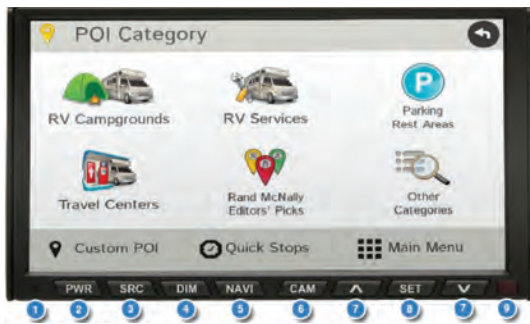 POI Category
RV Campgrounds
RV Services
P
Parking
Rest Areas
Travel Centers
Rand McNally
Editors' Picks
Other
Categories
Custom POI
Quick Stops
Main Menu
PWR SRC DIM NAVI CAM SET
1 2 3 4 5 6 7 8 7 9